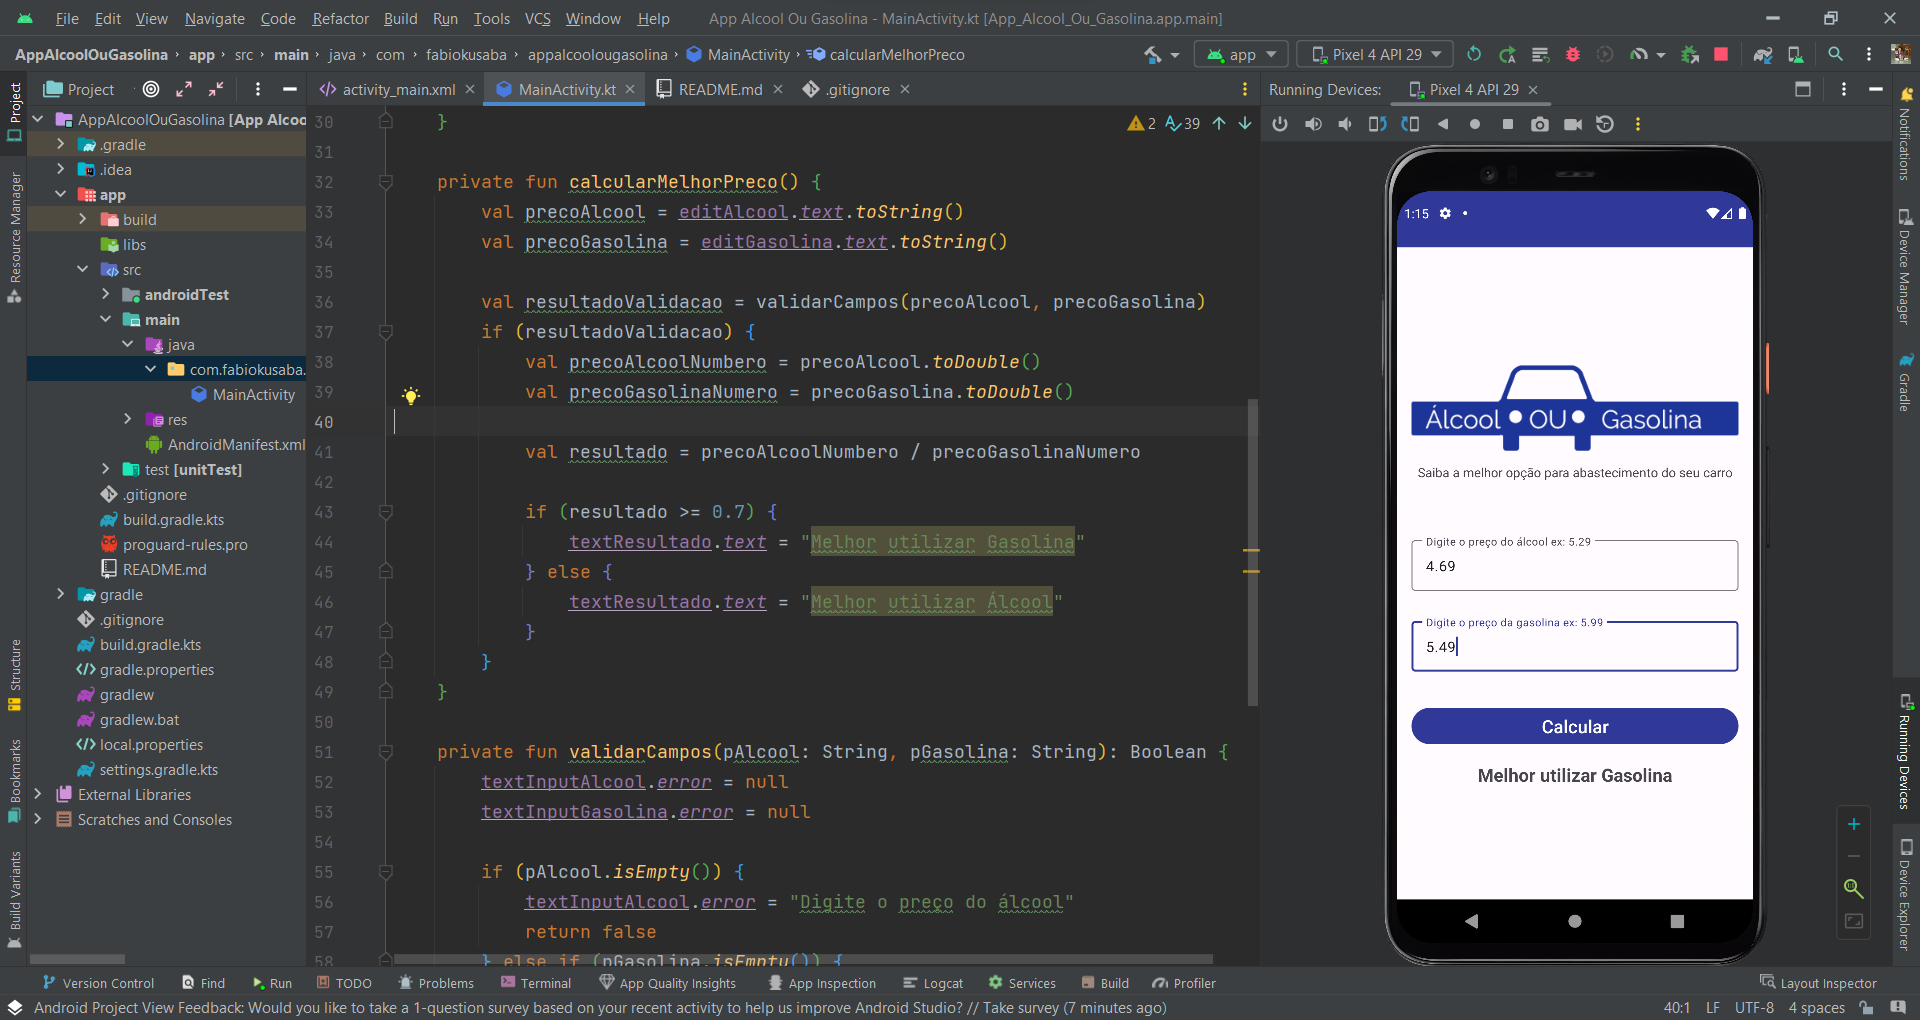 File Edit View Navigate Code Refactor Build Run Tools VCS Window Help App Alcool Ou Gasolina - MainActivity.kt [App_Alcool_Ou_Gasolina.app.main]
AppAlcoolOuGasolina app src main java com fabiokusaba appalcoolougasolina MainActivity calcularMelhorPreco app Pixel 4 API 29
Project activity_main.xml MainActivity.kt README.md .gitignore Running Devices: Pixel 4 API 29
Project
Resource Manager
Structure
Bookmarks
Build Variants
AppAlcoolOuGasolina [App Alcoo
.gradle
.idea
app
build
libs
src
androidTest
main
java
com.fabiokusaba.
MainActivity
res
AndroidManifest.xml
test [unitTest]
.gitignore
build.gradle.kts
proguard-rules.pro
README.md
gradle
.gitignore
build.gradle.kts
gradle.properties
gradlew
gradlew.bat
local.properties
settings.gradle.kts
External Libraries
Scratches and Consoles
2 39
30 }
31
32 private fun calcularMelhorPreco() {
33 val precoAlcool = editAlcool.text.toString()
34 val precoGasolina = editGasolina.text.toString()
35
36 val resultadoValidacao = validarCampos(precoAlcool, precoGasolina)
37 if (resultadoValidacao) {
38 val precoAlcoolNumbero = precoAlcool.toDouble()
39 val precoGasolinaNumero = precoGasolina.toDouble()
40
41 val resultado = precoAlcoolNumbero / precoGasolinaNumero
42
43 if (resultado >= 0.7) {
44 textResultado.text = "Melhor utilizar Gasolina"
45 } else {
46 textResultado.text = "Melhor utilizar Álcool"
47 }
48 }
49 }
50
51 private fun validarCampos(pAlcool: String, pGasolina: String): Boolean {
52 textInputAlcool.error = null
53 textInputGasolina.error = null
54
55 if (pAlcool.isEmpty()) {
56 textInputAlcool.error = "Digite o preço do álcool"
57 return false
58 } else if (pGasolina.isEmpty()) {
1:15
Álcool OU Gasolina
Saiba a melhor opção para abastecimento do seu carro
Digite o preço do álcool ex: 5.29
4.69
Digite o preço da gasolina ex: 5.99
5.49
Calcular
Melhor utilizar Gasolina
Notifications
Device Manager
Gradle
Running Devices
Device Explorer
Version Control Find Run TODO Problems Terminal App Quality Insights App Inspection Logcat Services Build Profiler Layout Inspector
Android Project View Feedback: Would you like to take a 1-question survey based on your recent activity to help us improve Android Studio? // Take survey (7 minutes ago) 40:1 LF UTF-8 4 spaces